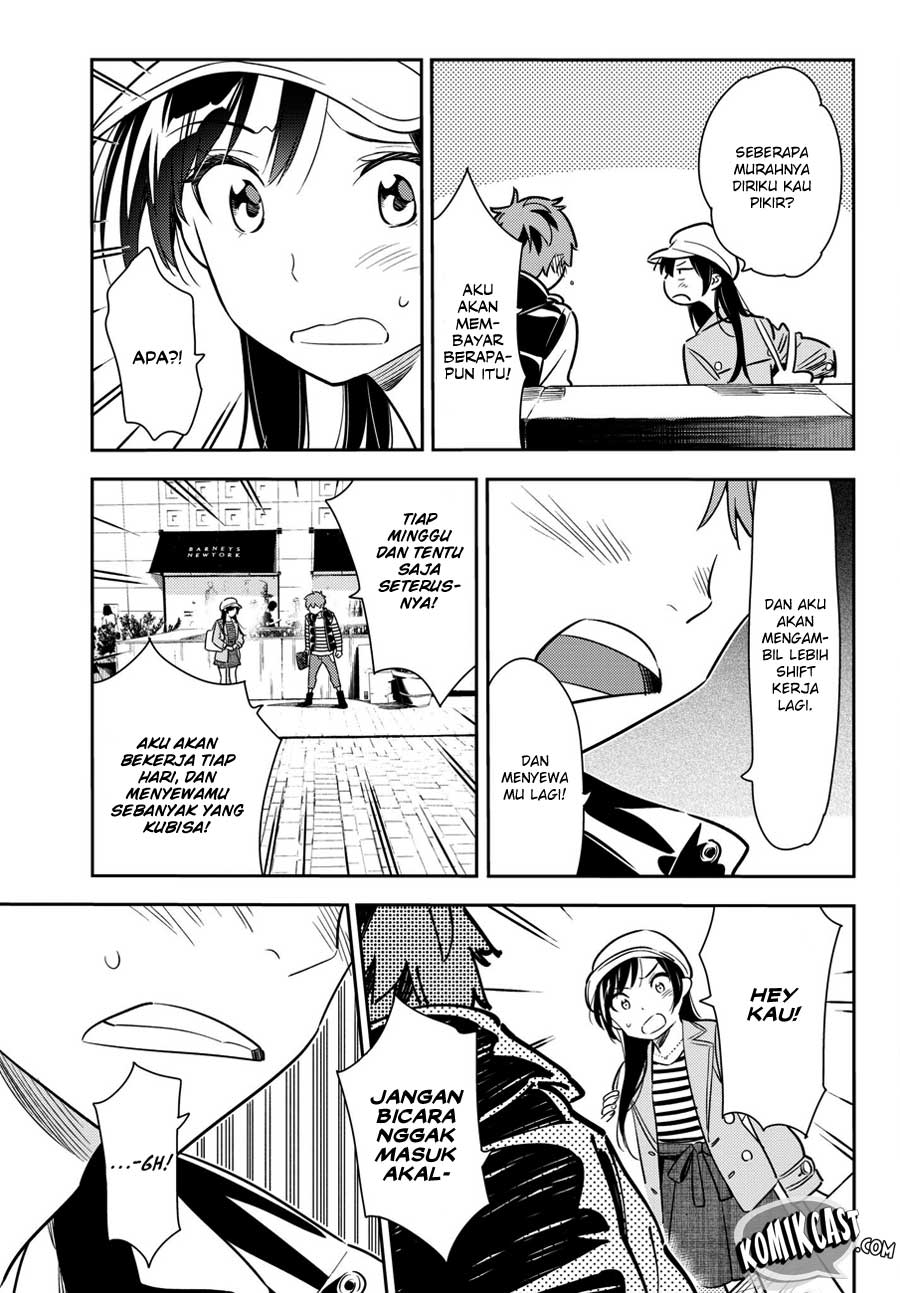 SEBERAPA
MURAHNYA
DIRIKU KAU
PIKIR?
AKU
AKAN
MEM-
BAYAR
BERAPA-
PUN ITU!
APA?!
DAN AKU
AKAN
MENGAM-
BIL LEBIH
SHIFT
KERJA
LAGI.
DAN
MENYEWA
MU LAGI!
TIAP
MINGGU
DAN TENTU
SAJA
SETERUS-
NYA!
BARNEYS
NEWYORK
AKU AKAN
BEKERJA TIAP
HARI, DAN
MENYEWAMU
SEBANYAK YANG
KUBISA!
HEY
KAU!
JANGAN
BICARA
NGGAK
MASUK
AKAL-
...-GH!
KOMIKCAST.COM